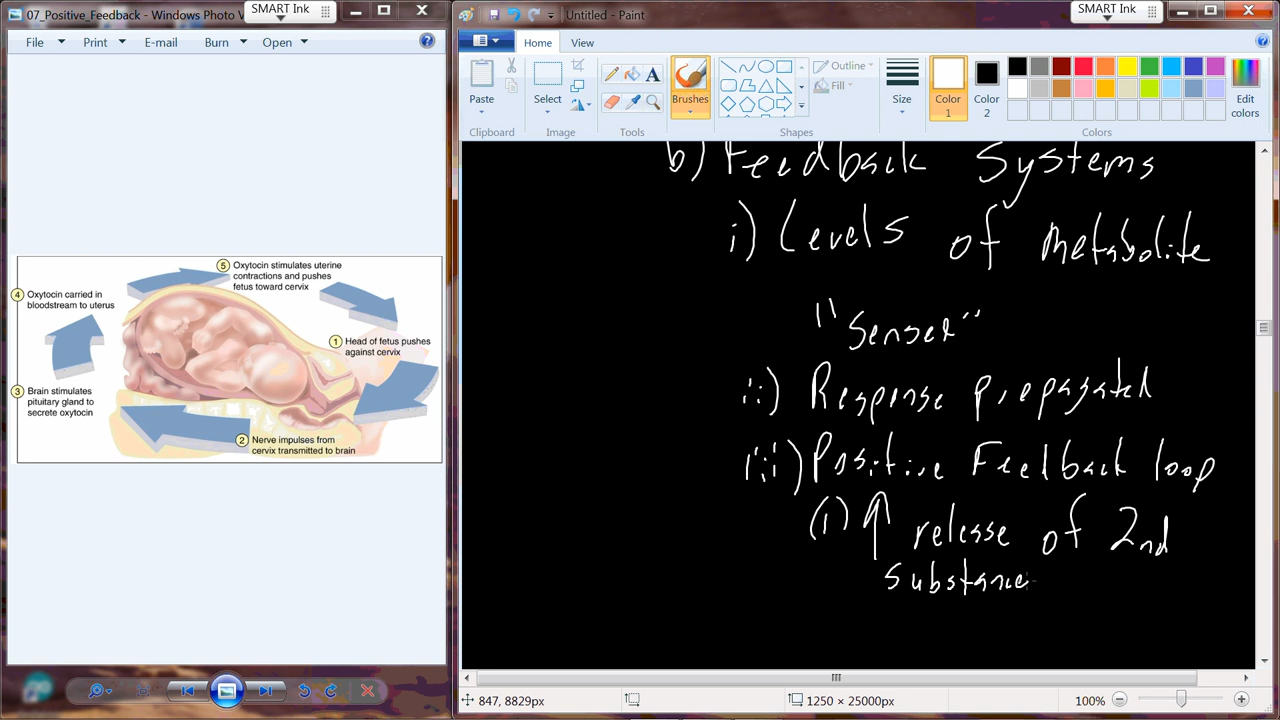 07_Positive_Feedback - Windows Photo V
SMART Ink
File Print E-mail Burn Open
5 Oxytocin stimulates uterine
contractions and pushes
fetus toward cervix
4 Oxytocin carried in
bloodstream to uterus
1 Head of fetus pushes
against cervix
3 Brain stimulates
pituitary gland to
secrete oxytocin
2 Nerve impulses from
cervix transmitted to brain
Untitled - Paint
SMART Ink
Home View
Paste
Select
Brushes
Outline
Fill
Size
Color
1
Color
2
Edit
colors
Clipboard Image Tools Shapes Colors
b) Feedback Systems
i) Levels of metabolite
"Senser"
ii) Response propagated
iii) Positive Feedback loop
(i) ↑ release of 2nd
substance
847, 8829px
1250 × 25000px
100%